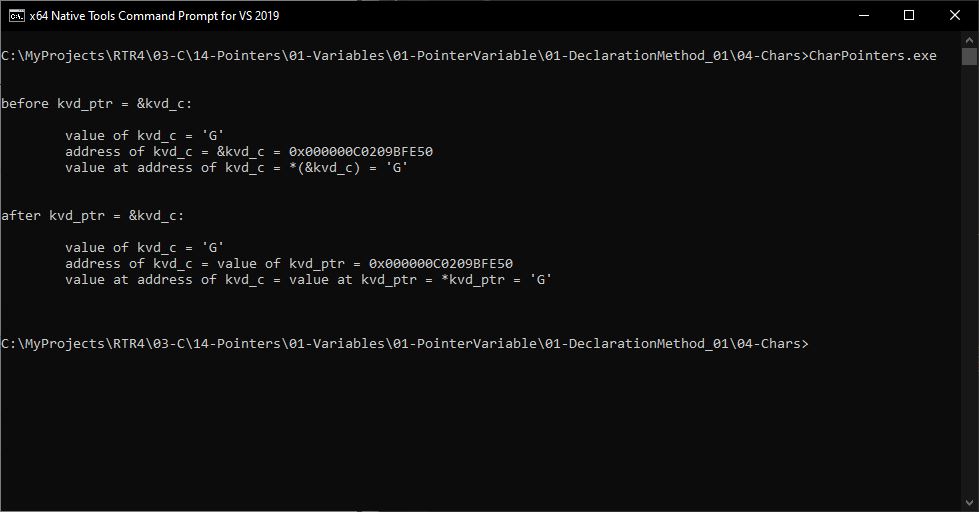 x64 Native Tools Command Prompt for VS 2019
C:\MyProjects\RTR4\03-C\14-Pointers\01-Variables\01-PointerVariable\01-DeclarationMethod_01\04-Chars>CharPointers.exe
before kvd_ptr = &kvd_c:
value of kvd_c = 'G'
address of kvd_c = &kvd_c = 0x000000C0209BFE50
value at address of kvd_c = *(&kvd_c) = 'G'
after kvd_ptr = &kvd_c:
value of kvd_c = 'G'
address of kvd_c = value of kvd_ptr = 0x000000C0209BFE50
value at address of kvd_c = value at kvd_ptr = *kvd_ptr = 'G'
C:\MyProjects\RTR4\03-C\14-Pointers\01-Variables\01-PointerVariable\01-DeclarationMethod_01\04-Chars>